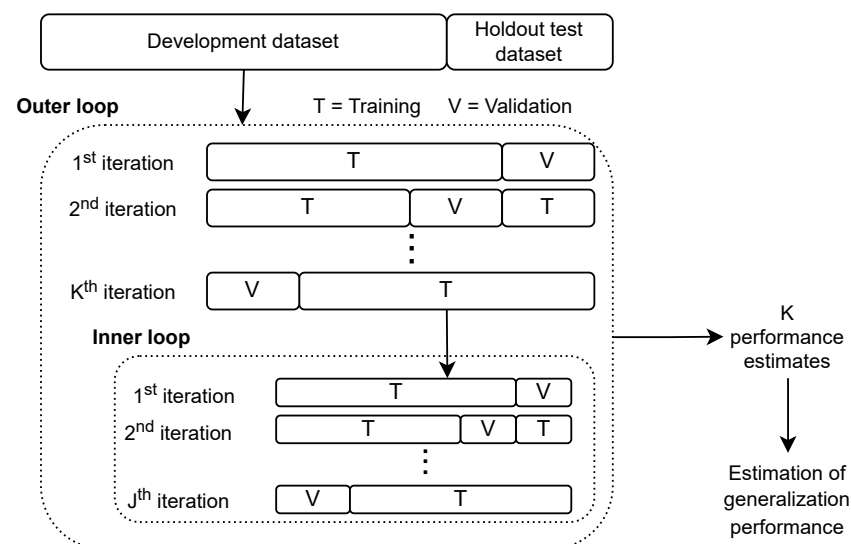 Development dataset
Holdout test
dataset
Outer loop
T = Training V = Validation
1st iteration
T
V
2nd iteration
T
V
T
Kth iteration
V
T
Inner loop
1st iteration
T
V
2nd iteration
T
V
T
Jth iteration
V
T
K
performance
estimates
Estimation of
generalization
performance